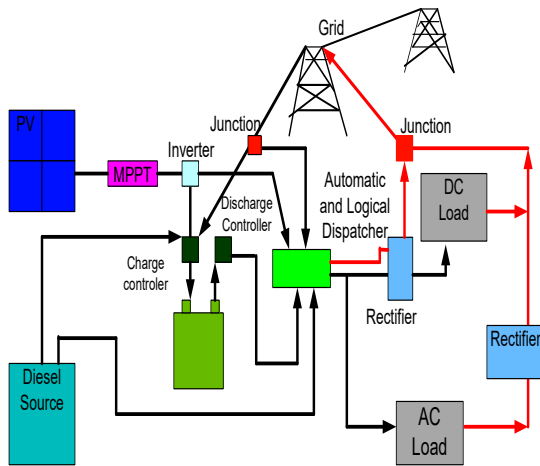 Grid
PV
Junction
Junction
Inverter
MPPT
DC
Load
Automatic
and Logical
Dispatcher
Discharge
Controller
Charge
controler
Rectifier
Rectifier
Diesel
Source
AC
Load